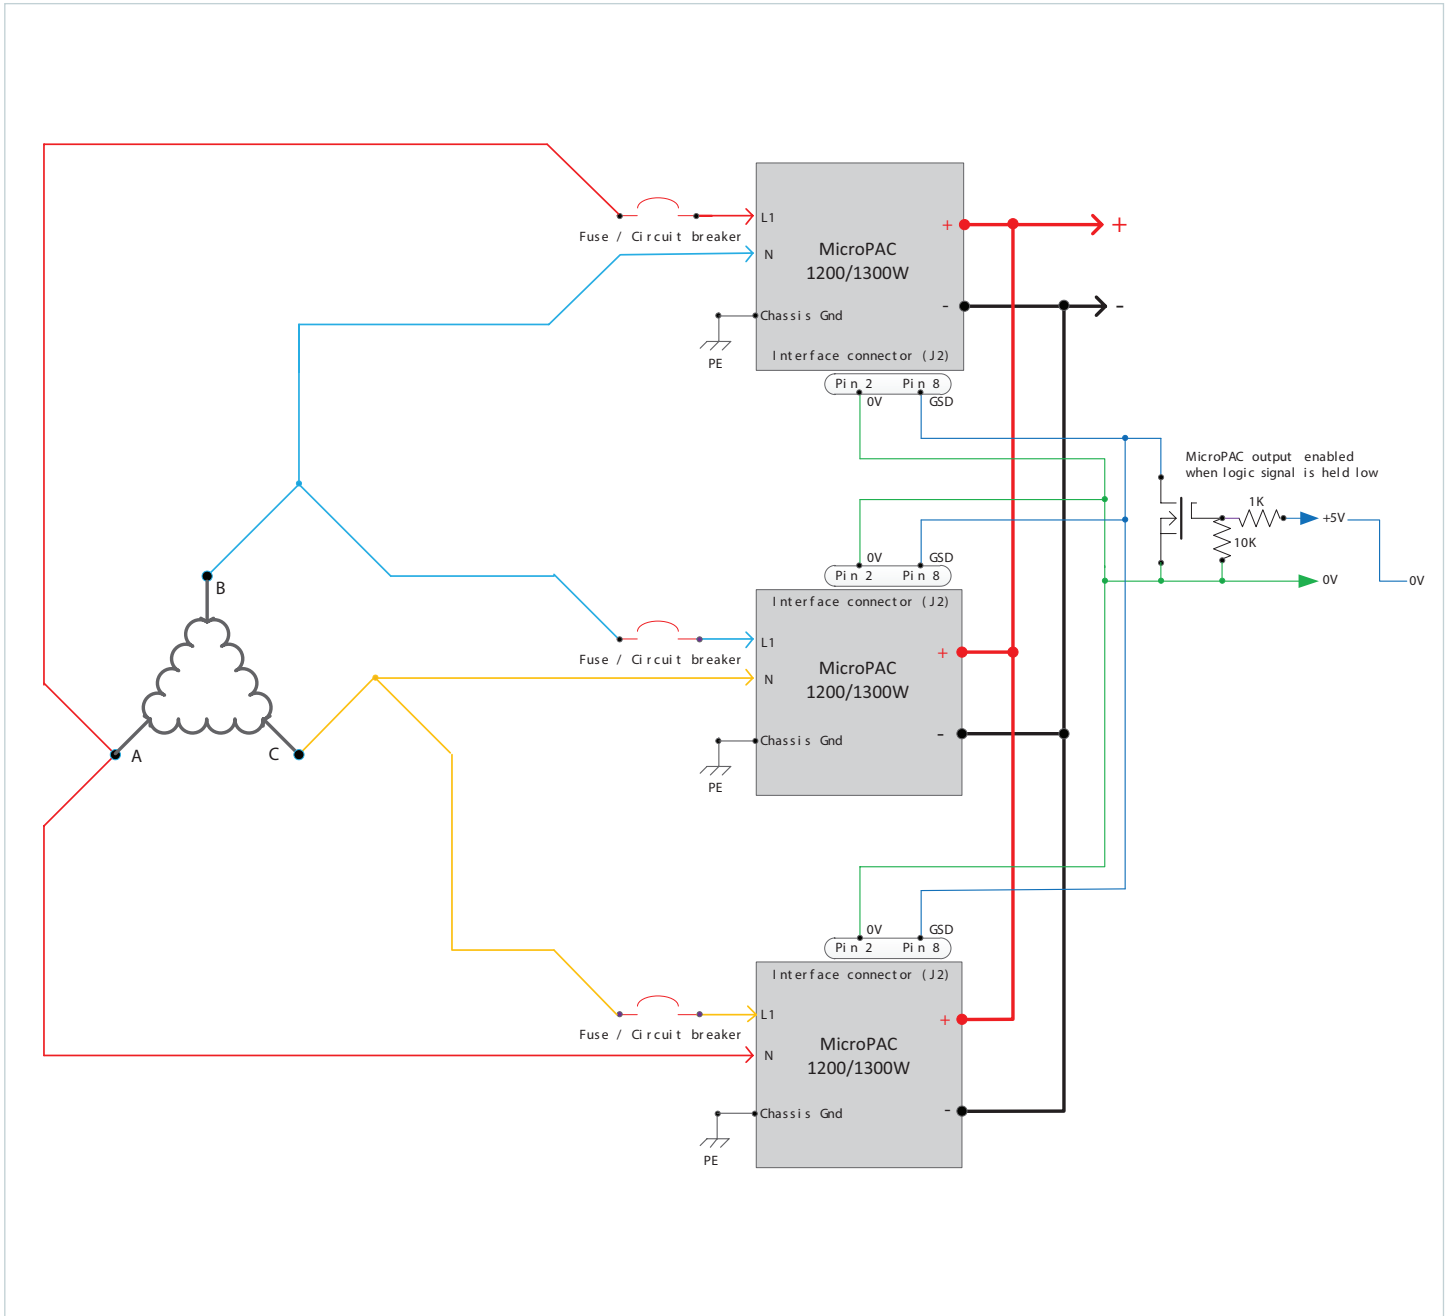 L1
+
+
Fuse / Circuit breaker
N
MicroPAC
1200/1300W
-
-
Chassis Gnd
PE
Interface connector (J2)
Pin 2
Pin 8
0V
GSD
MicroPAC output enabled
when logic signal is held low
1K
+5V
10K
0V
0V
0V
GSD
Pin 2
Pin 8
B
Interface connector (J2)
L1
Fuse / Circuit breaker
N
MicroPAC
1200/1300W
+
-
Chassis Gnd
PE
A
C
0V
GSD
Pin 2
Pin 8
Interface connector (J2)
L1
Fuse / Circuit breaker
N
MicroPAC
1200/1300W
+
-
Chassis Gnd
PE